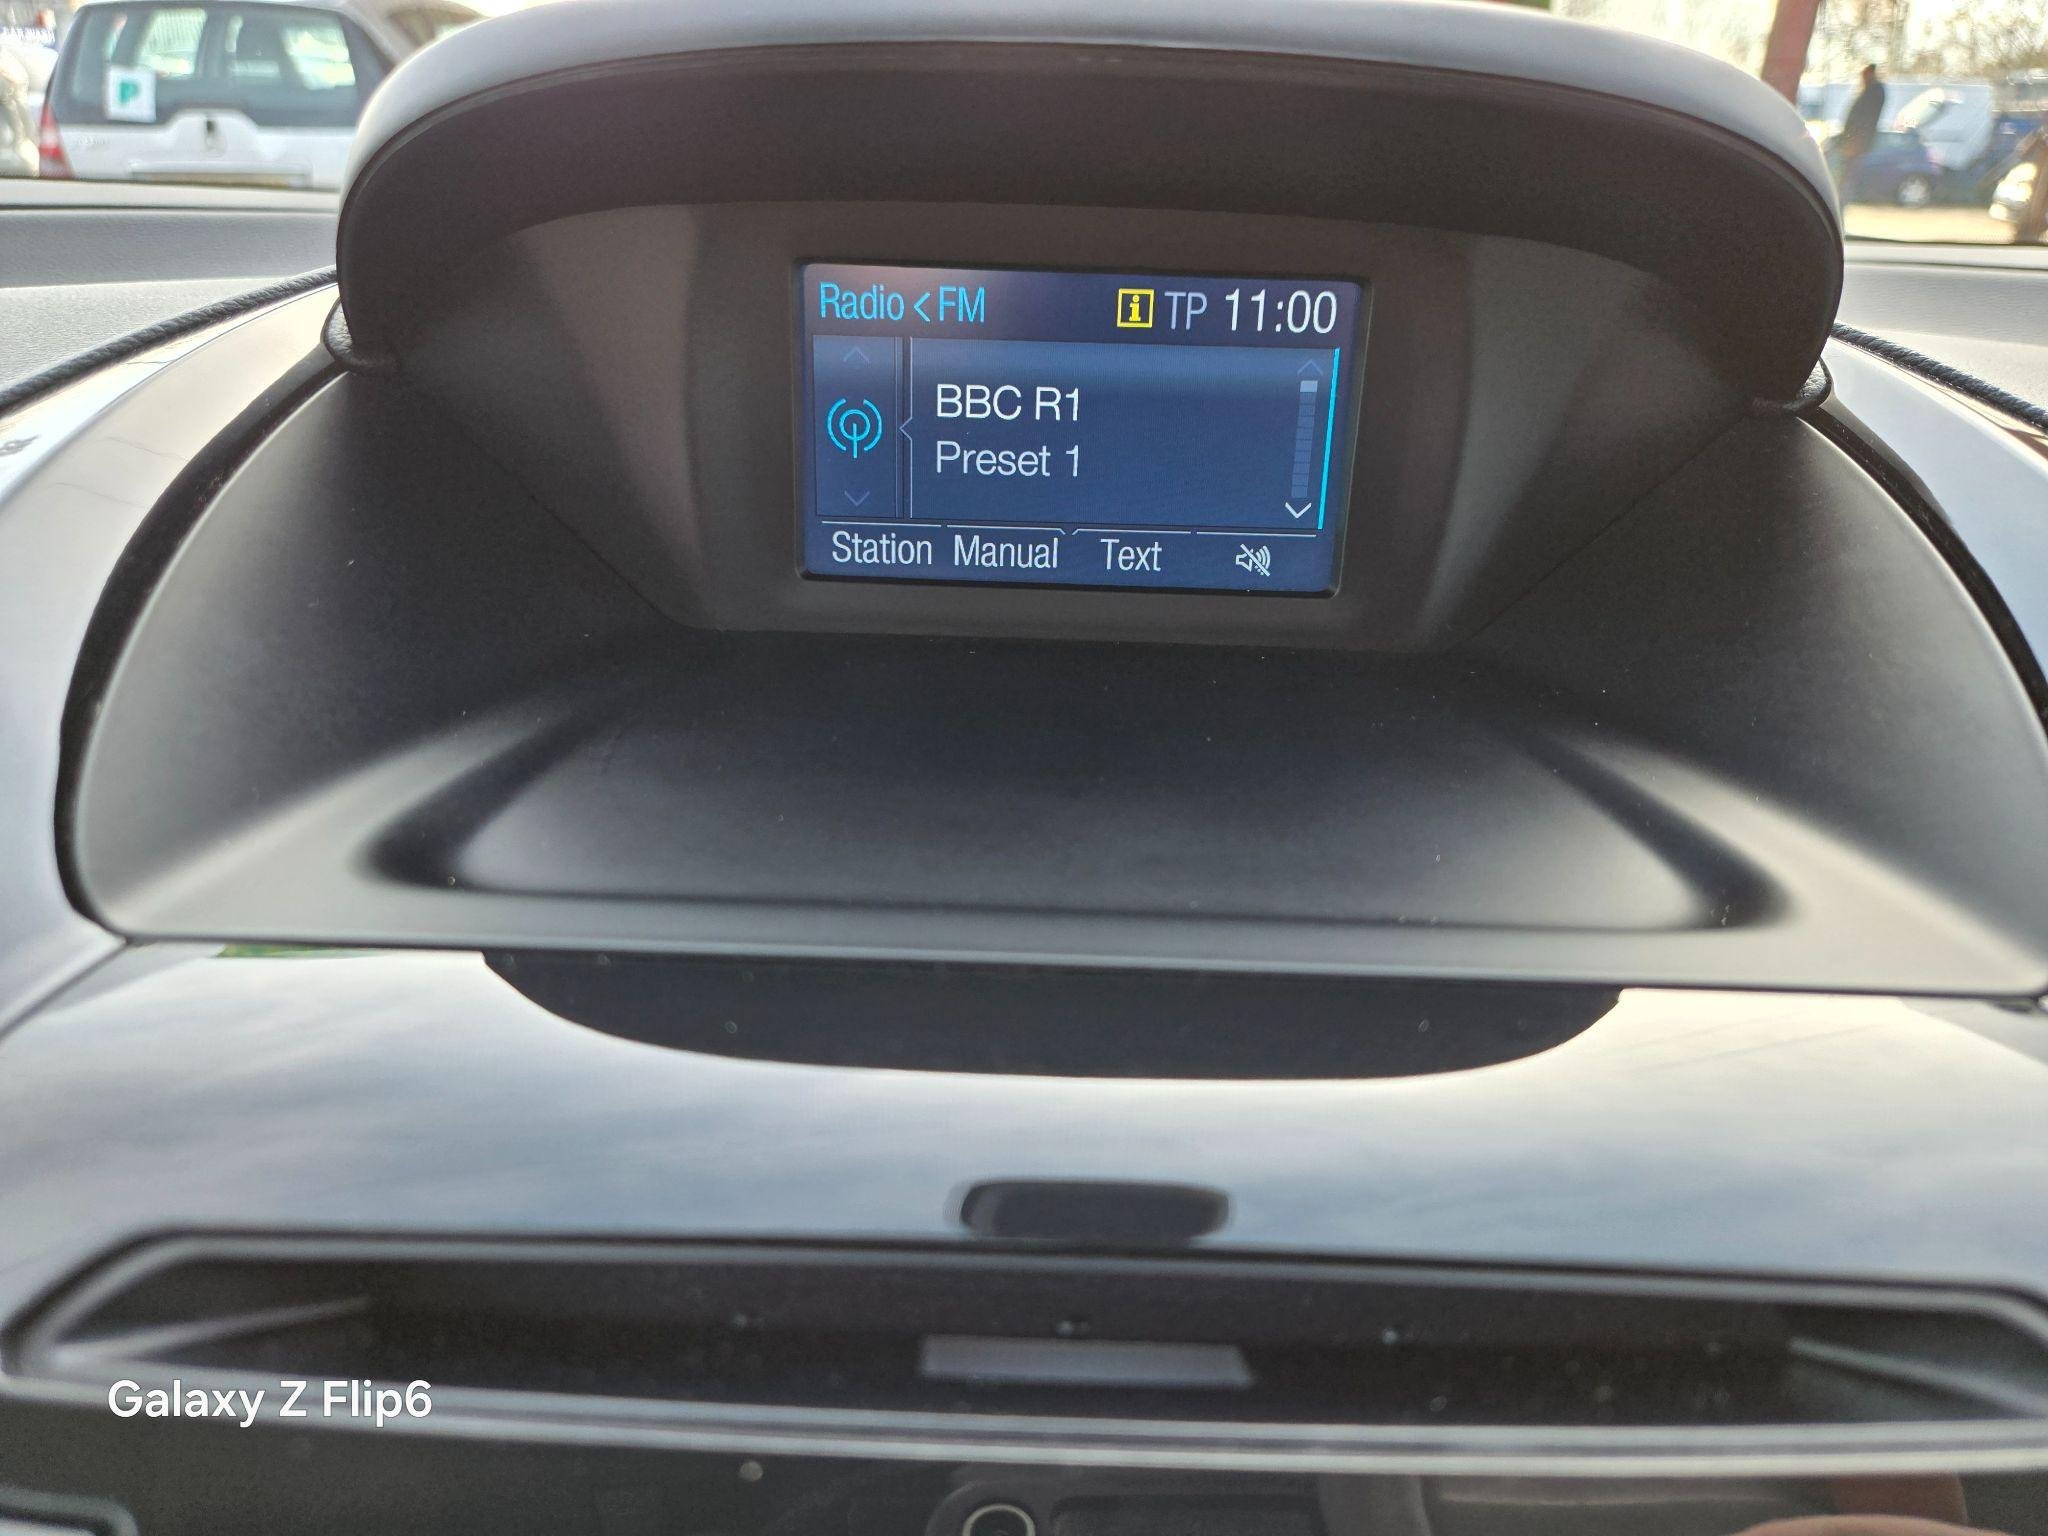 Radio < FM i TP 11:00
BBC R1
Preset 1
Station Manual Text
Galaxy Z Flip6